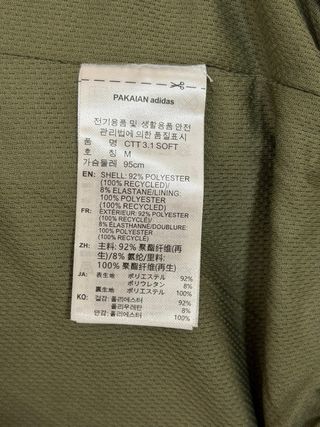 PAKAIAN adidas
전기용품및 생활용품안전
관리법에의한 품질표시
품 명 CTT 3.1 SOFT
호 칭 M
가슴둘레 95cm
EN: SHELL: 92% POLYESTER
(100% RECYCLED)/
8% ELASTANE/LINING:
100% POLYESTER
(100% RECYCLED)
FR: EXTÉRIEUR: 92% POLYESTER
(100% RECYCLED)/
8% ELASTHANNE/DOUBLURE
100% POLYESTER
(100% RECYCLED)
ZH: 主料: 92% 聚酯纤维(再
生)/8% 氨纶/里料:
100% 聚酯纤维(再生)
JA: 表生地 ポリエステル 92%
ポリウレタン 8%
裏生地 ポリエステル 100%
KO: 겉감: 폴리에스터 92%
폴리우레탄 8%
안감: 폴리에스터 100%